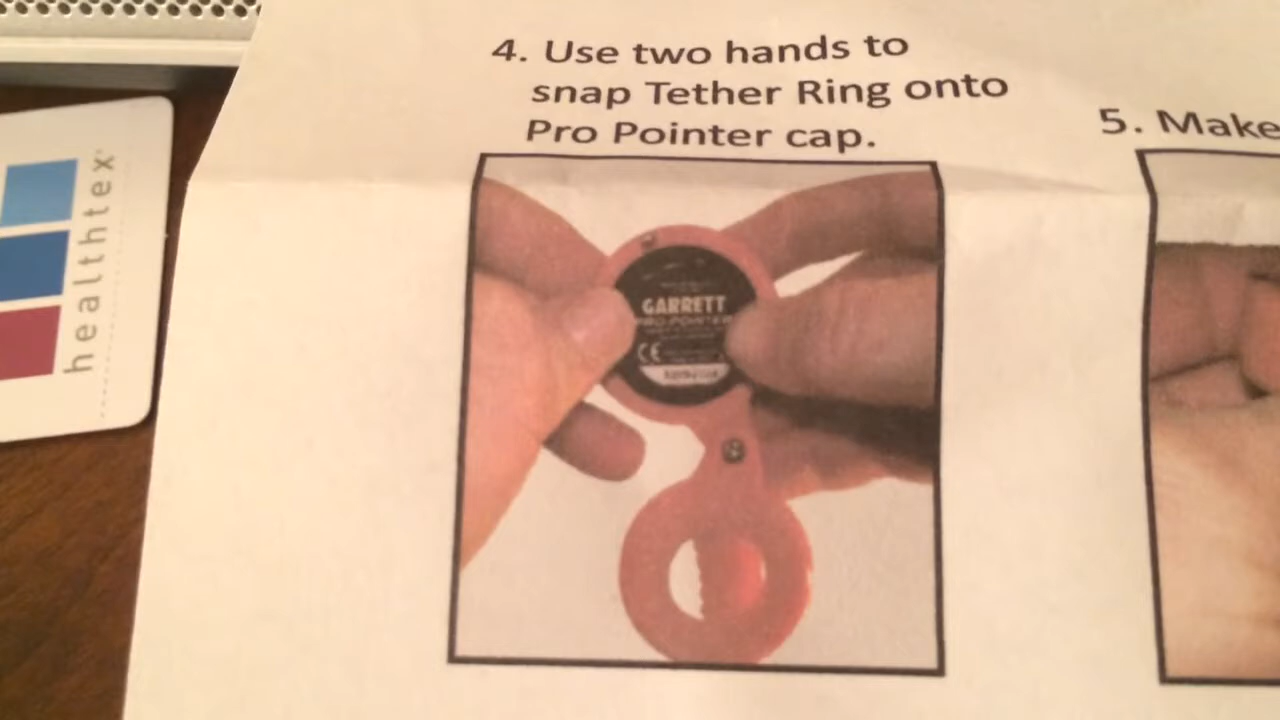 healthtex
4. Use two hands to
snap Tether Ring onto
Pro Pointer cap.
GARRETT
PRO POINTER
CE
5. Make